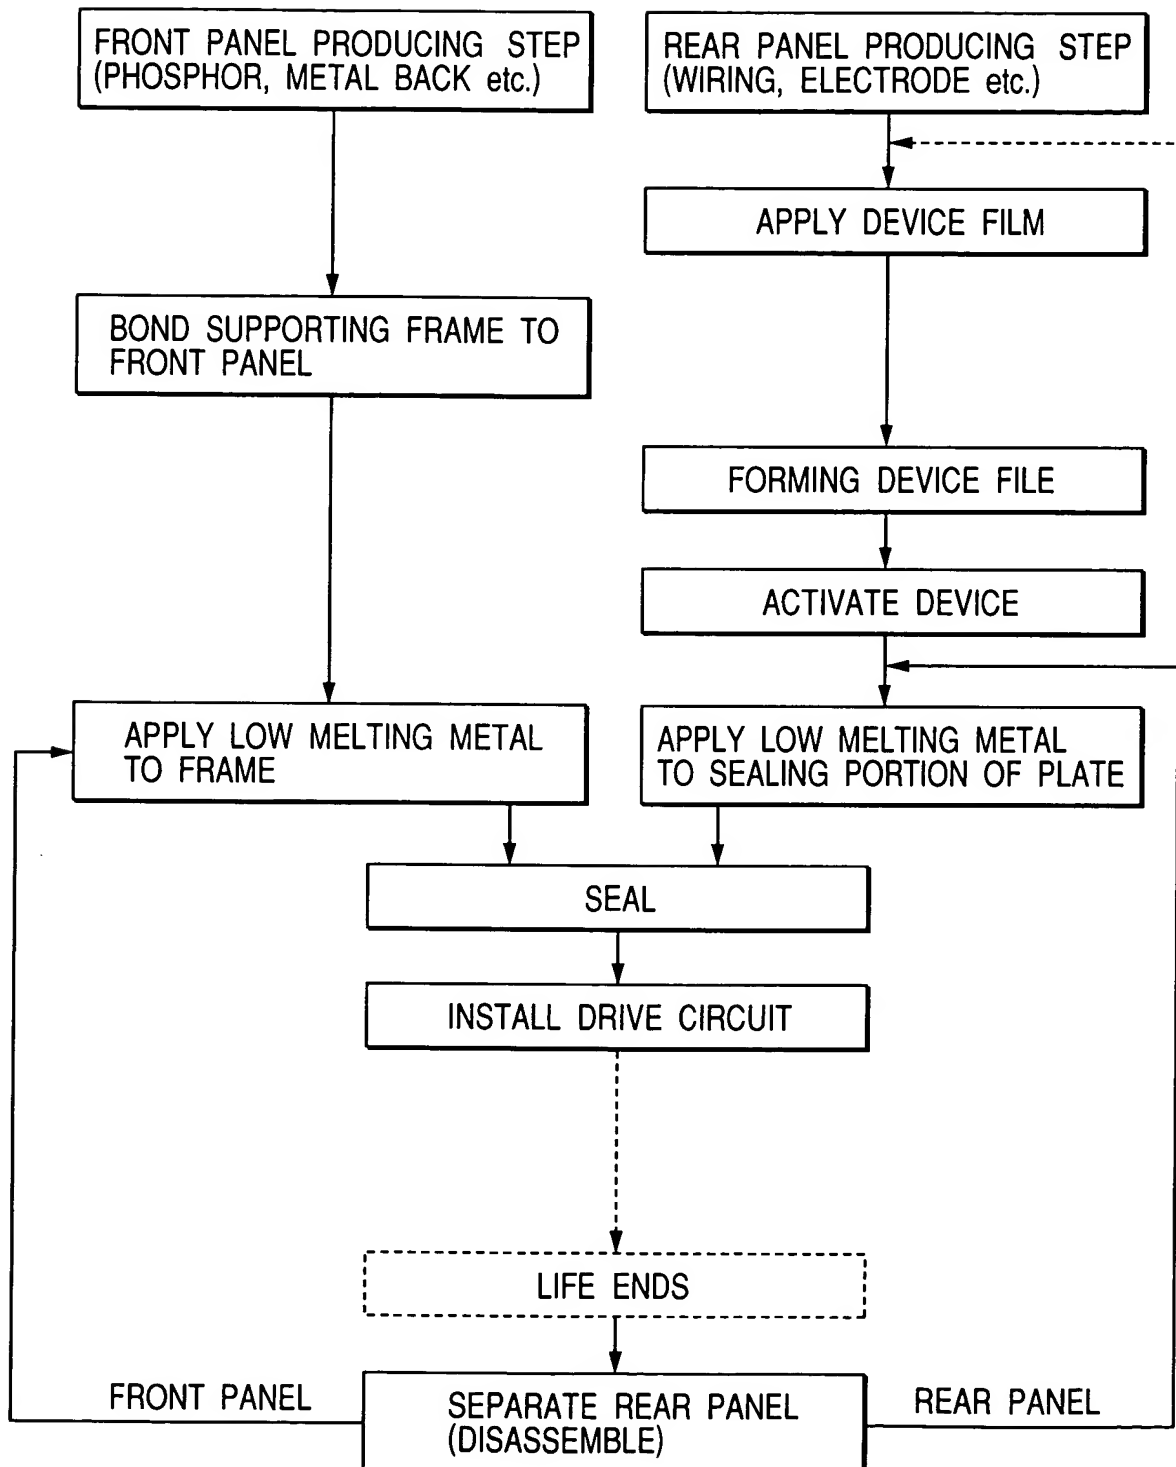 FRONT PANEL PRODUCING STEP
(PHOSPHOR, METAL BACK etc.)
REAR PANEL PRODUCING STEP
(WIRING, ELECTRODE etc.)
APPLY DEVICE FILM
BOND SUPPORTING FRAME TO
FRONT PANEL
FORMING DEVICE FILE
ACTIVATE DEVICE
APPLY LOW MELTING METAL
TO FRAME
APPLY LOW MELTING METAL
TO SEALING PORTION OF PLATE
SEAL
INSTALL DRIVE CIRCUIT
LIFE ENDS
FRONT PANEL
SEPARATE REAR PANEL
(DISASSEMBLE)
REAR PANEL